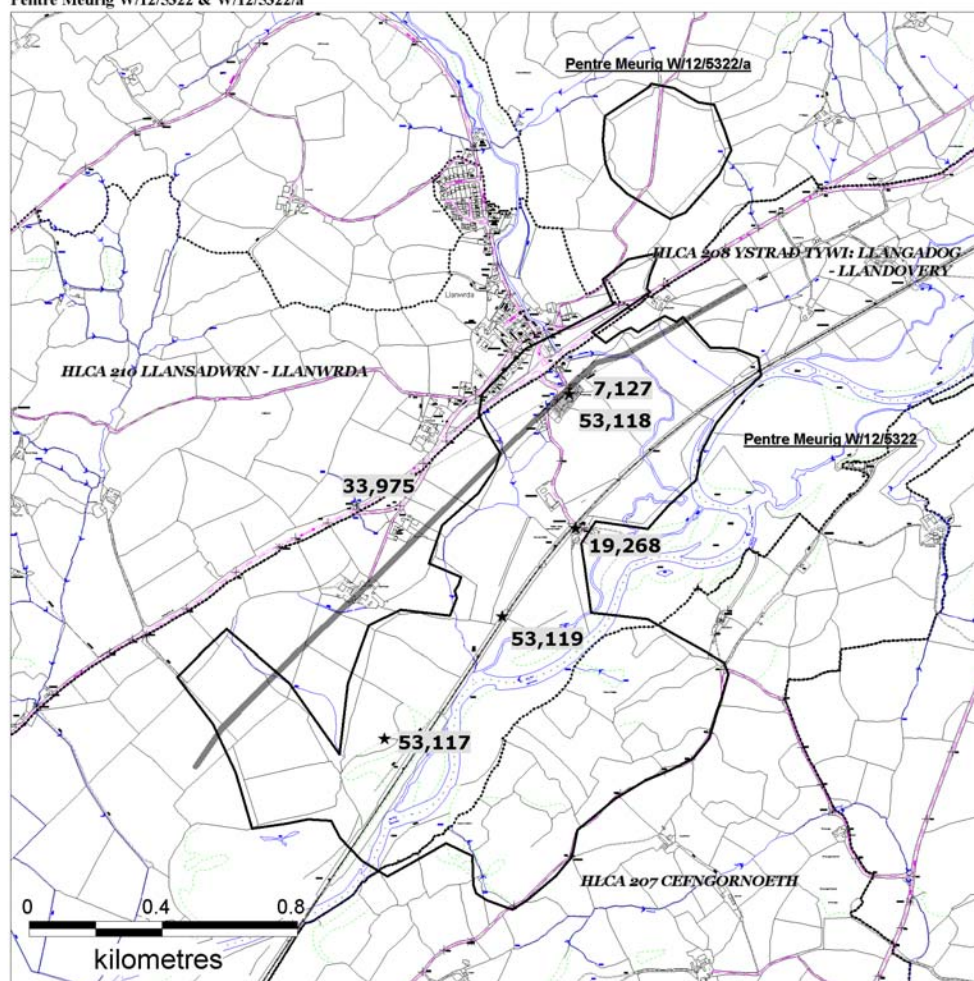 Pentre Meurig W/12/5322 & W/12/5322/a
Pentre Meurig W/12/5322/a
HLCA 208 YSTRAD TYWI: LLANGADOG
- LLANDOVERY
Llanwrda
HLCA 210 LLANSADWRN - LLANWRDA
7,127
53,118
Pentre Meurig W/12/5322
33,975
19,268
53,119
53,117
HLCA 207 CEFNGORNOETH
0 0.4 0.8
kilometres